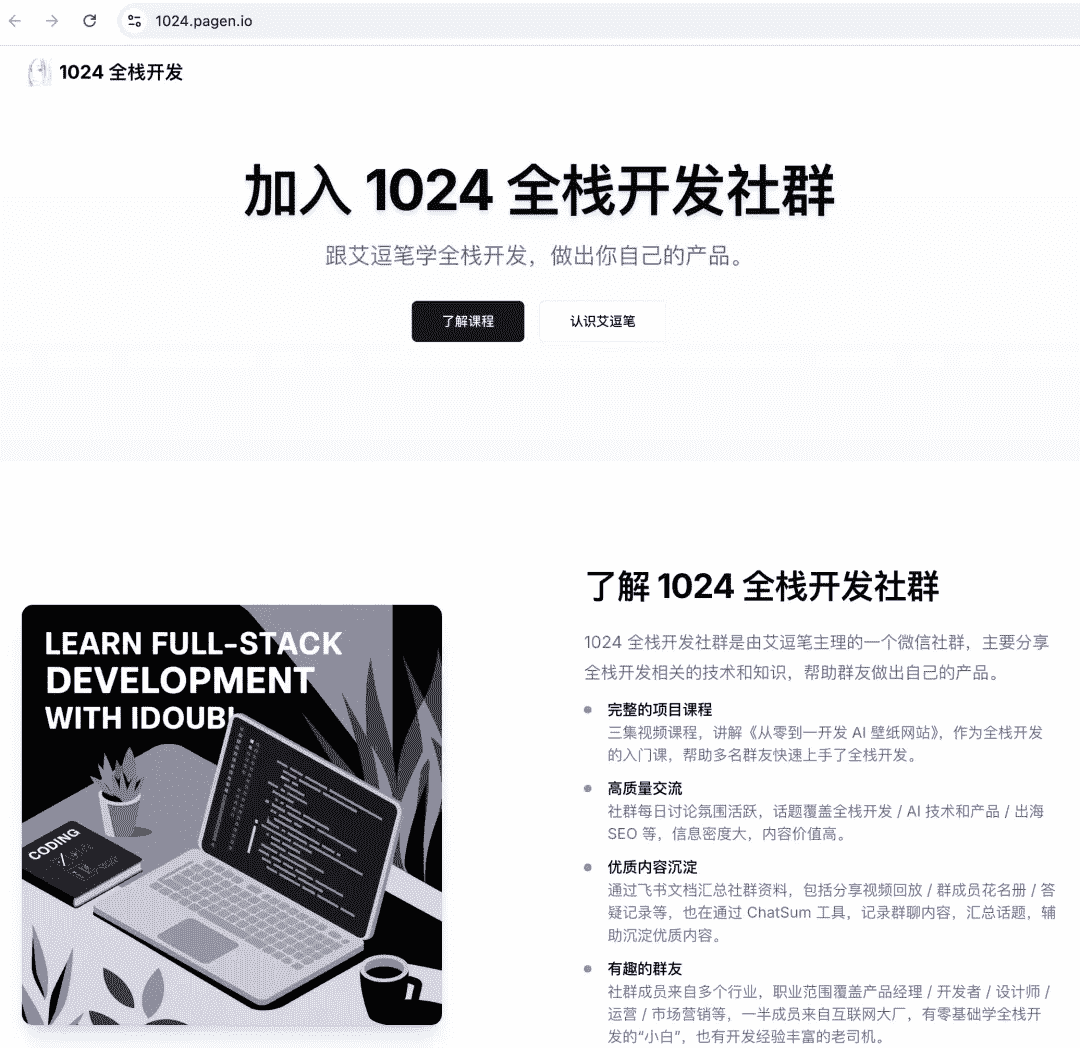 1024.pagen.io
1024 全栈开发
加入 1024 全栈开发社群
跟艾逗笔学全栈开发，做出你自己的产品。
了解课程
认识艾逗笔
LEARN FULL-STACK
DEVELOPMENT
WITH IDOUBI
CODING
了解 1024 全栈开发社群
1024 全栈开发社群是由艾逗笔主理的一个微信社群，主要分享
全栈开发相关的技术和知识，帮助群友做出自己的产品。
完整的项目课程
三集视频课程，讲解《从零到一开发 AI 壁纸网站》，作为全栈开发
的入门课，帮助多名群友快速上手了全栈开发。
高质量交流
社群每日讨论氛围活跃，话题覆盖全栈开发 / AI 技术和产品 / 出海
SEO 等，信息密度大，内容价值高。
优质内容沉淀
通过飞书文档汇总社群资料，包括分享视频回放 / 群成员花名册 / 答
疑记录等，也在通过 ChatSum 工具，记录群聊内容，汇总话题，辅
助沉淀优质内容。
有趣的群友
社群成员来自多个行业，职业范围覆盖产品经理 / 开发者 / 设计师 /
运营 / 市场营销等，一半成员来自互联网大厂，有零基础学全栈开
发的“小白”，也有开发经验丰富的老司机。